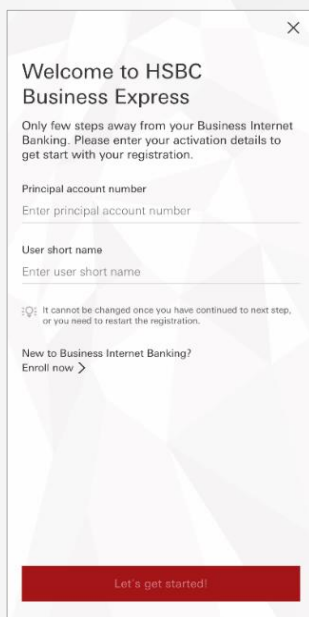 Welcome to HSBC
Business Express
Only few steps away from your Business Internet
Banking. Please enter your activation details to
get start with your registration.
Principal account number
Enter principal account number
User short name
Enter user short name
It cannot be changed once you have continued to next step,
or you need to restart the registration.
New to Business Internet Banking?
Enroll now
Let's get started!